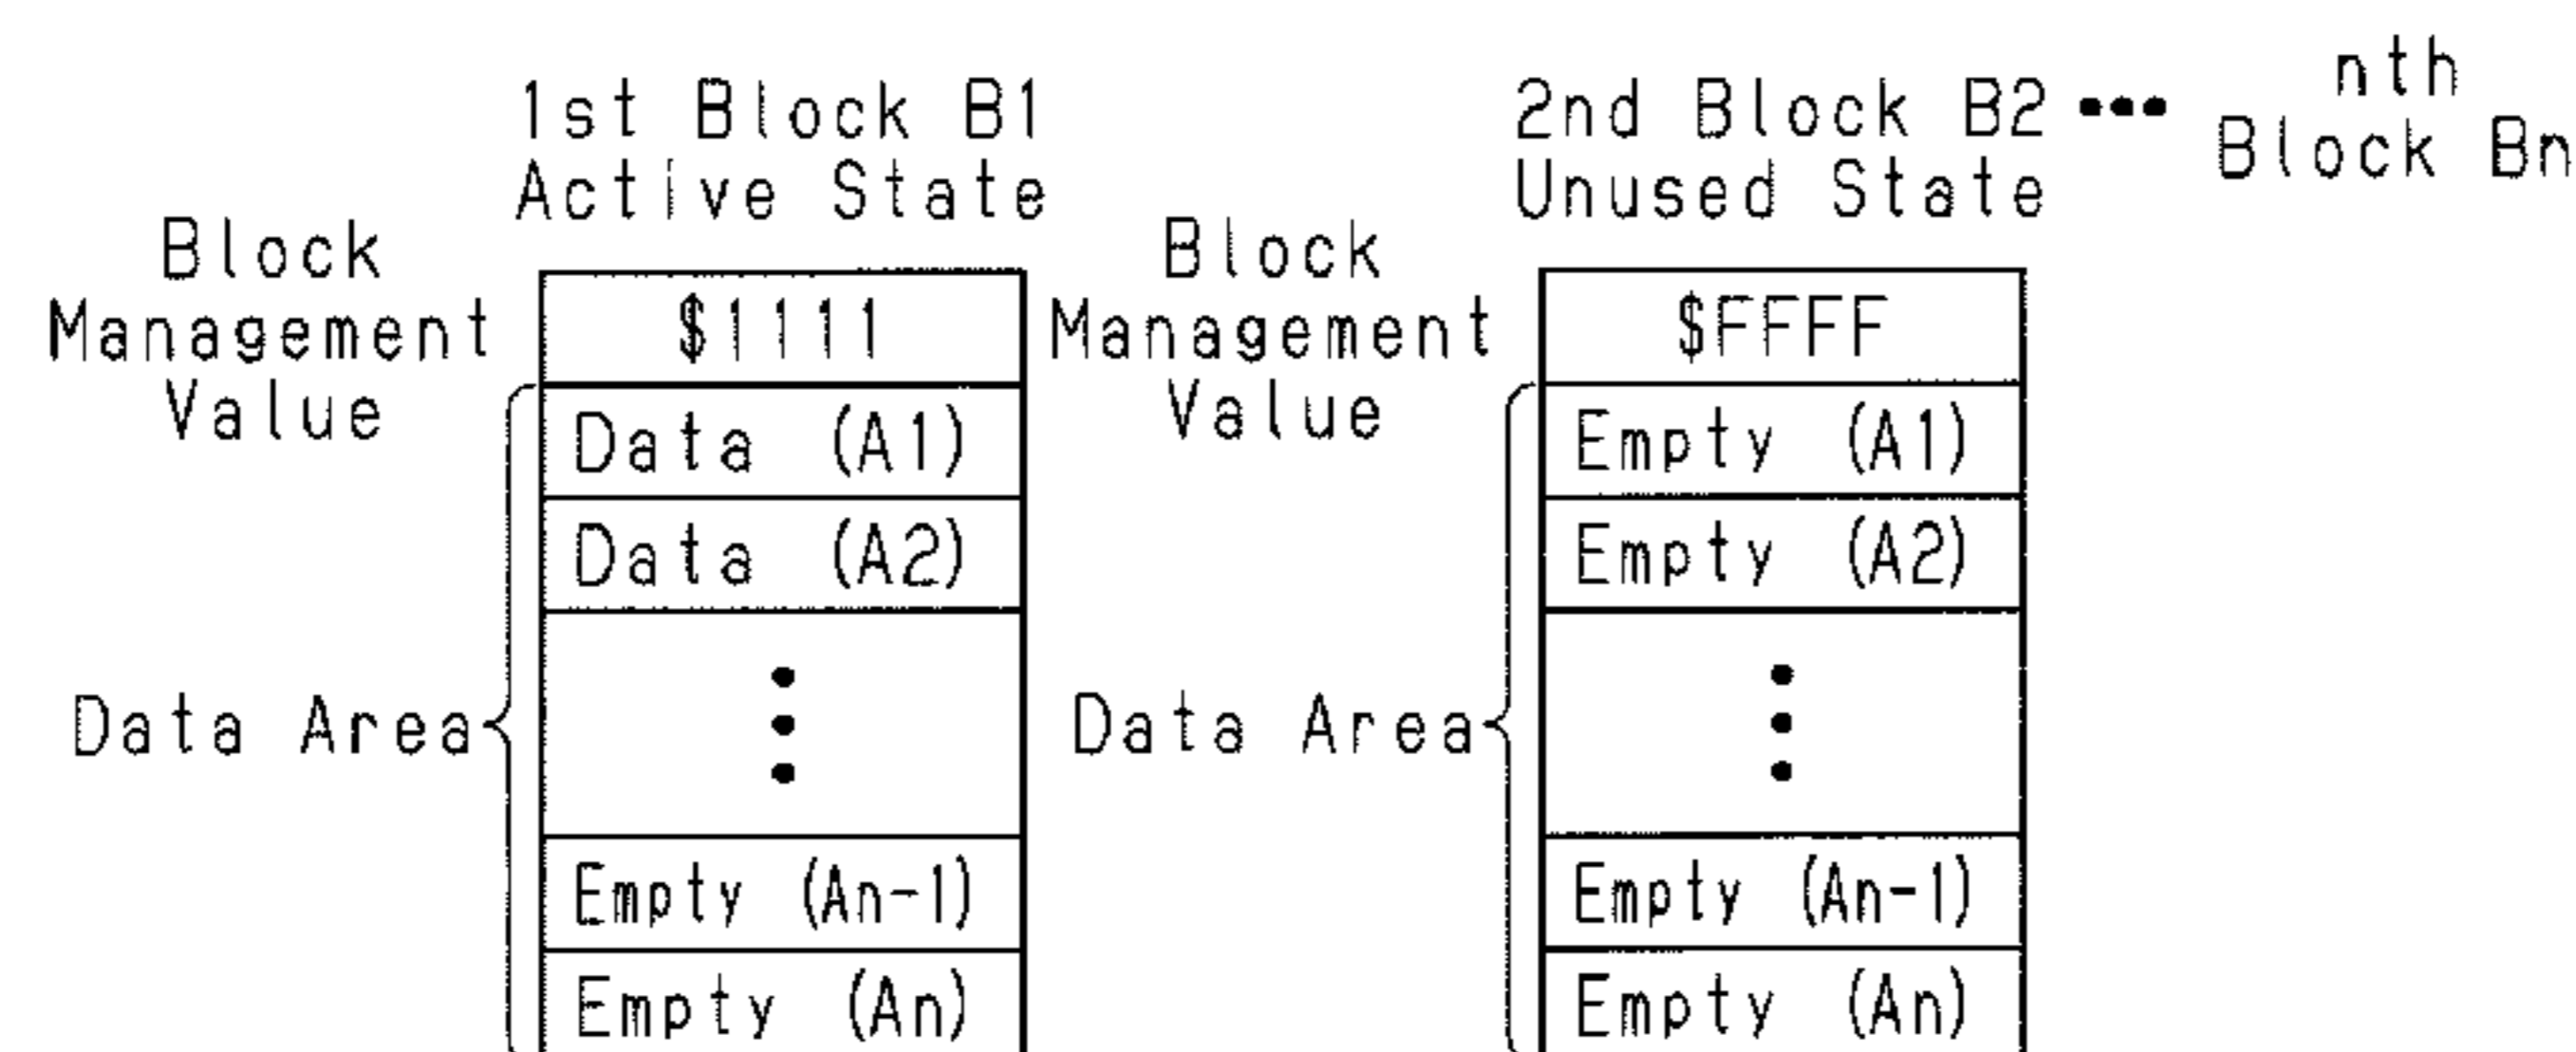 1st Block B1
Active State
Block
Management
Value
$1111
Data (A1)
Data (A2)
Data Area
Empty (An-1)
Empty (An)
2nd Block B2 •••
Unused State
Block
Management
Value
$FFFF
Empty (A1)
Empty (A2)
Data Area
Empty (An-1)
Empty (An)
nth
Block Bn